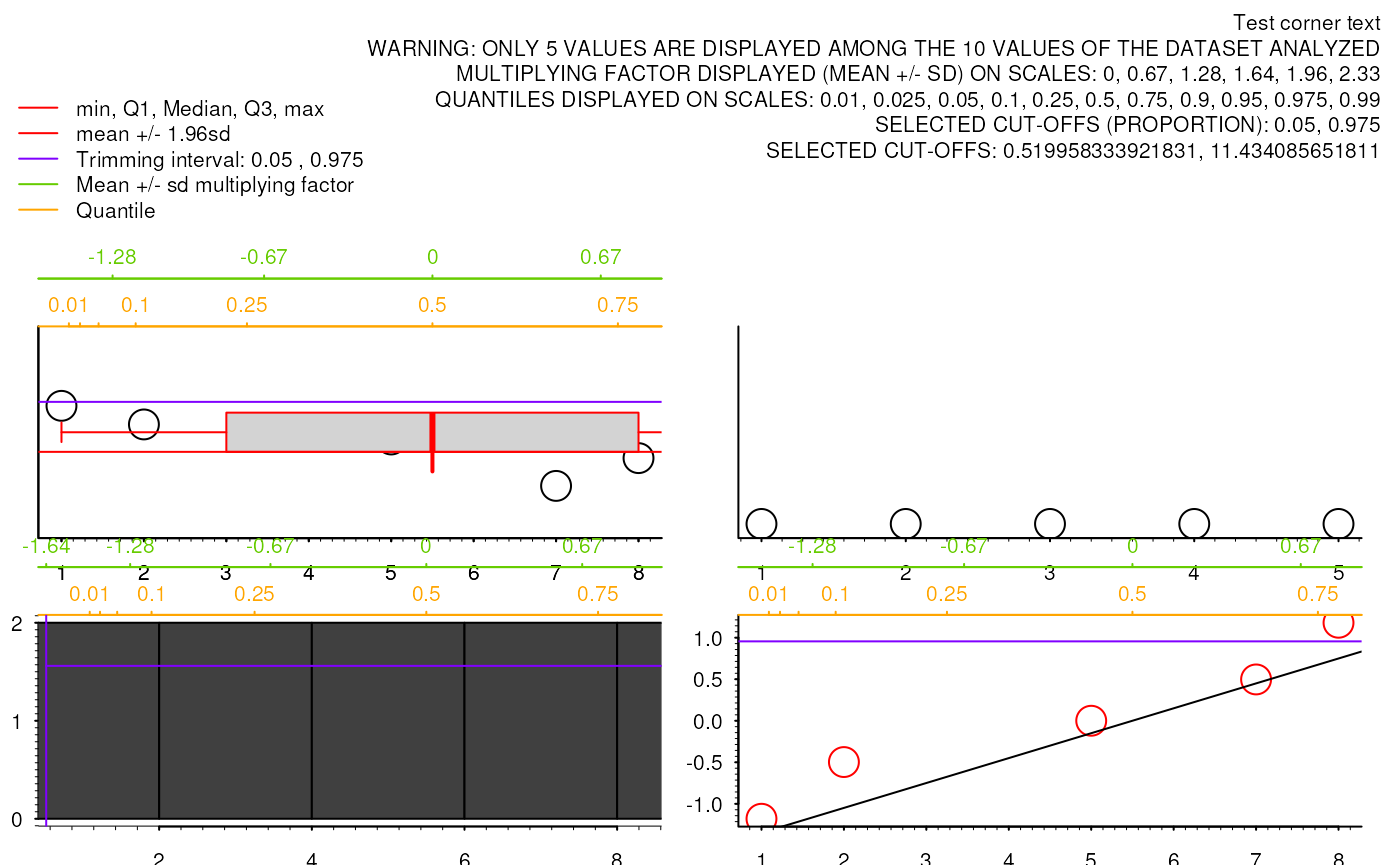 Test corner text
WARNING: ONLY 5 VALUES ARE DISPLAYED AMONG THE 10 VALUES OF THE DATASET ANALYZED
MULTIPLYING FACTOR DISPLAYED (MEAN +/- SD) ON SCALES: 0, 0.67, 1.28, 1.64, 1.96, 2.33
QUANTILES DISPLAYED ON SCALES: 0.01, 0.025, 0.05, 0.1, 0.25, 0.5, 0.75, 0.9, 0.95, 0.975, 0.99
SELECTED CUT-OFFS (PROPORTION): 0.05, 0.975
SELECTED CUT-OFFS: 0.519958333921831, 11.434085651811
min, Q1, Median, Q3, max
mean +/- 1.96sd
Trimming interval: 0.05 , 0.975
Mean +/- sd multiplying factor
Quantile
-1.28 -0.67 0 0.67
0.01 0.1 0.25 0.5 0.75
1 2 3 4 5 6 7 8
1 2 3 4 5
-1.64 -1.28 -0.67 0 0.67
0.01 0.1 0.25 0.5 0.75
2
1
0
2 4 6 8
-1.28 -0.67 0 0.67
0.01 0.1 0.25 0.5 0.75
1.0
0.5
0.0
-0.5
-1.0
1 2 3 4 5 6 7 8